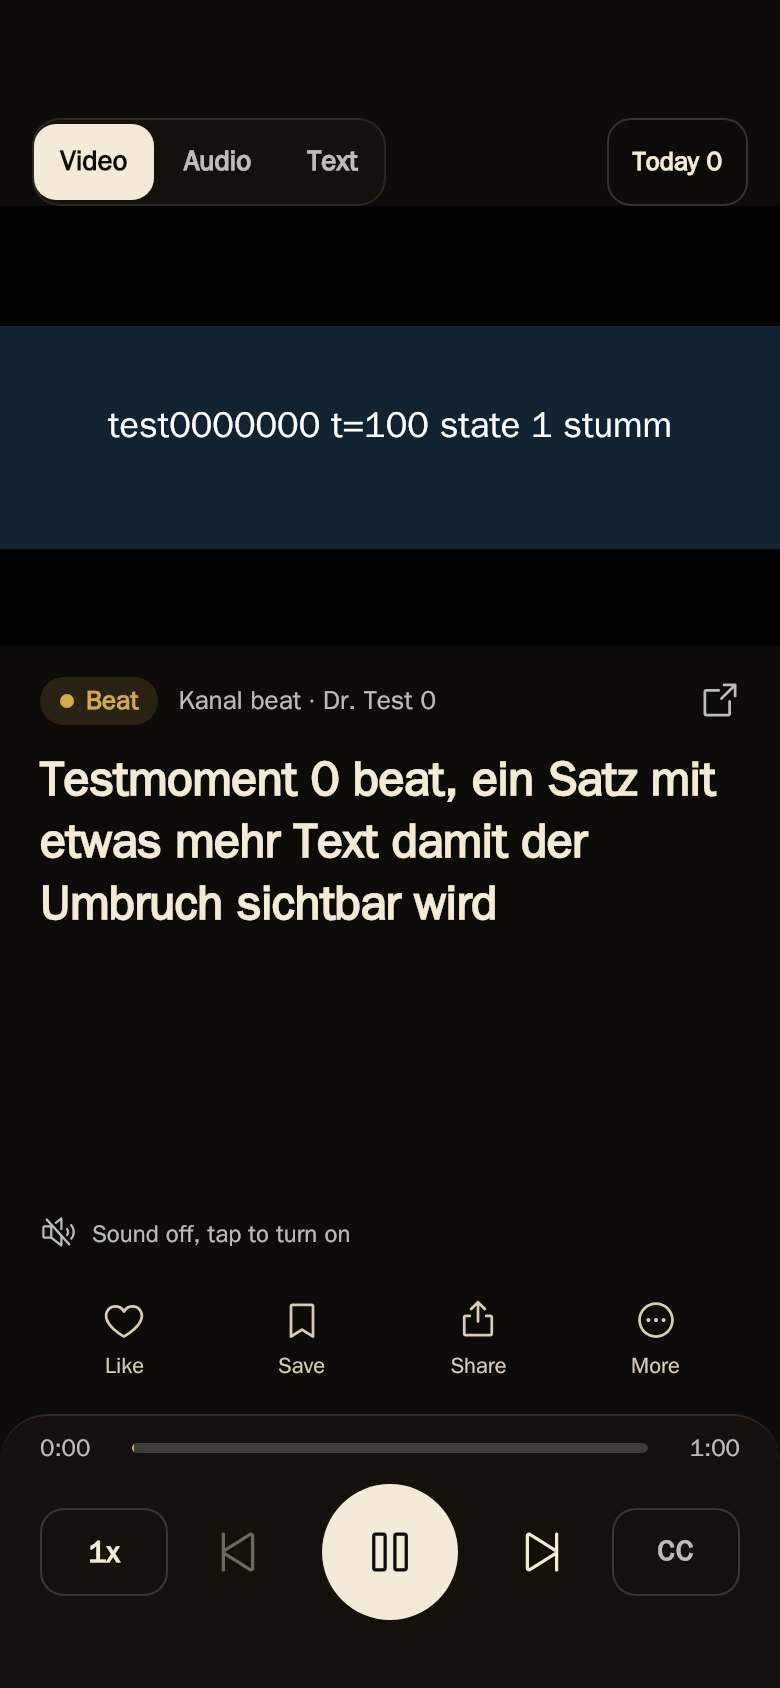 Video Audio Text Today 0
test0000000 t=100 state 1 stumm
Beat Kanal beat · Dr. Test 0
Testmoment 0 beat, ein Satz mit
etwas mehr Text damit der
Umbruch sichtbar wird
Sound off, tap to turn on
Like Save Share More
0:00 1:00
1x CC